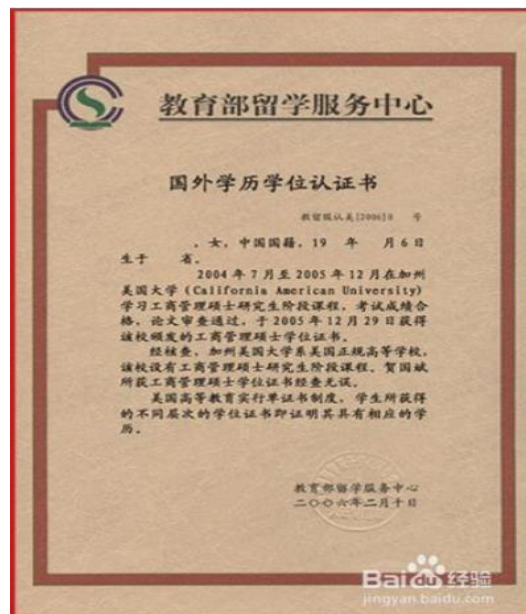 教育部留学服务中心
国外学历学位认证书
教留服认美[2006]0 号
,女,中国国籍,19 年 月6日
生于 省。
2004年7月至2005年12月在加州
美国大学(California American University)
学习工商管理硕士研究生阶段课程,考试成绩合
格,论文审查通过,于2005年12月29日获得
该校颁发的工商管理硕士学位证书。
经核查,加州美国大学系美国正规高等学校,
该校设有工商管理硕士研究生阶段课程。贺国斌
所获工商管理硕士学位证书经查无误。
美国高等教育实行单证书制度,学生所获得
的不同层次的学位证书即证明其具有相应的学
历。
教育部留学服务中心
二〇〇六年二月十日
Baidu经验
jingyan.baidu.com